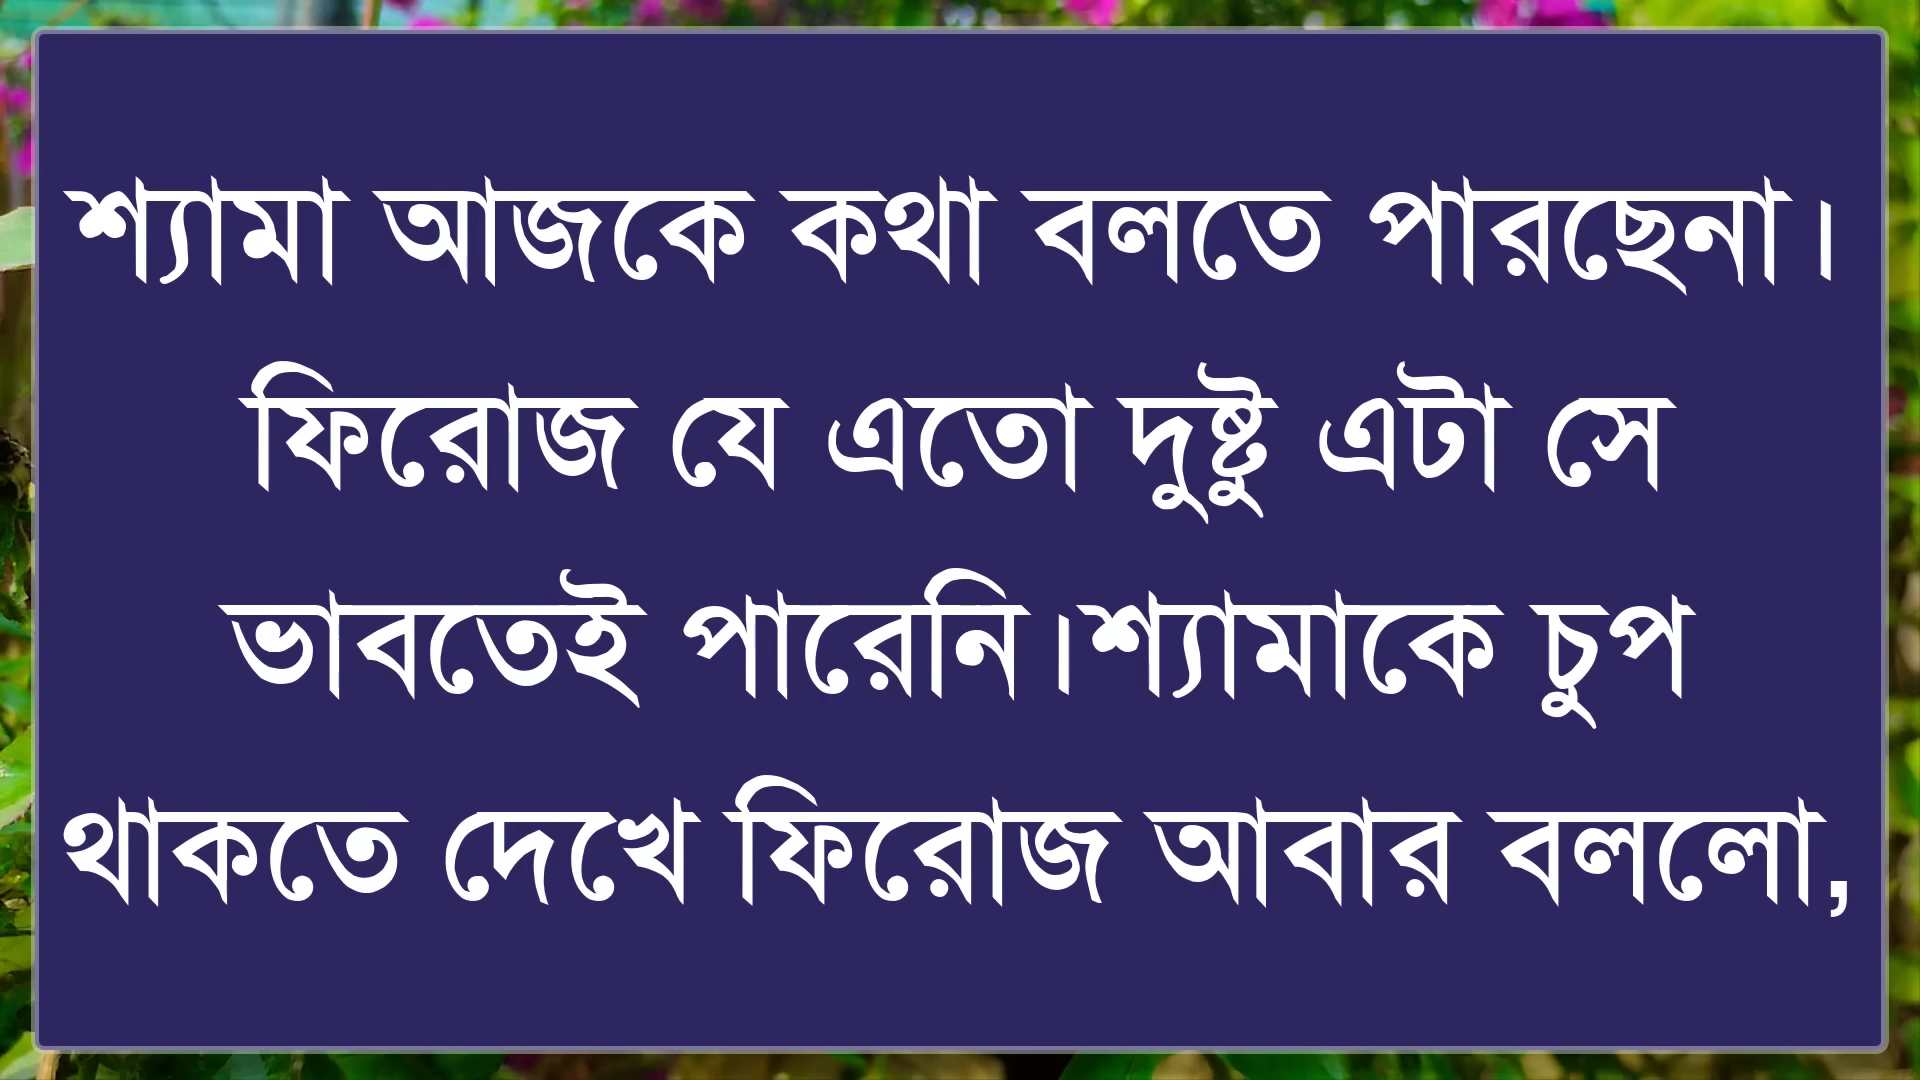 শ্যামা আজকে কথা বলতে পারছেনা।
ফিরোজ যে এতো দুষ্টু এটা সে
ভাবতেই পারেনি।শ্যামাকে চুপ
থাকতে দেখে ফিরোজ আবার বললো,